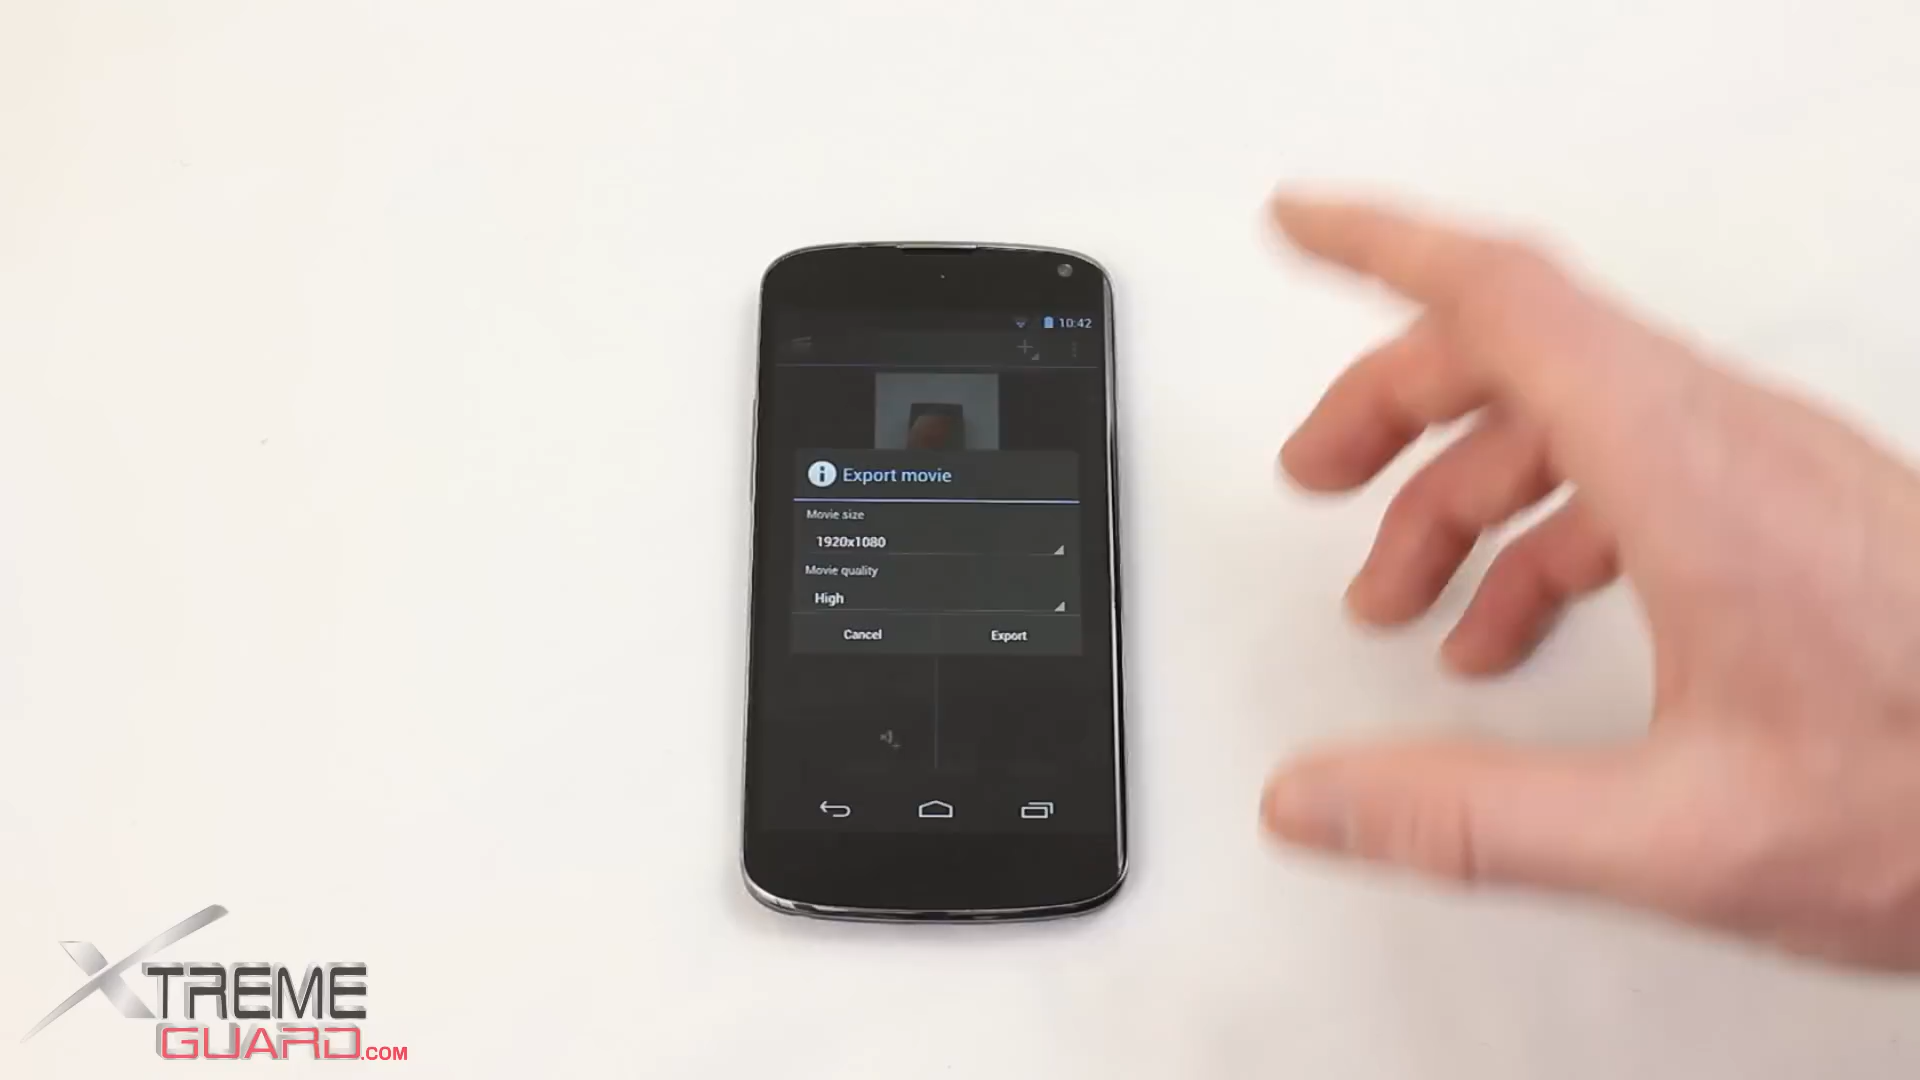 10:42
Export movie
Movie size
1920x1080
Movie quality
High
Cancel
Export
XTREME
GUARD.COM